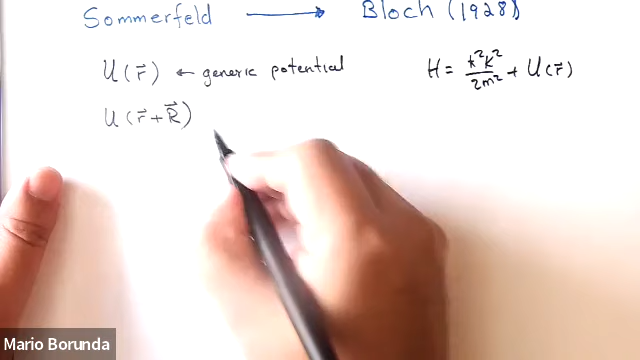 Sommerfeld → Bloch (1928)
U(r⃗) ← generic potential H = ħ²k²/2m² + U(r⃗)
U(r⃗+R⃗)
Mario Borunda